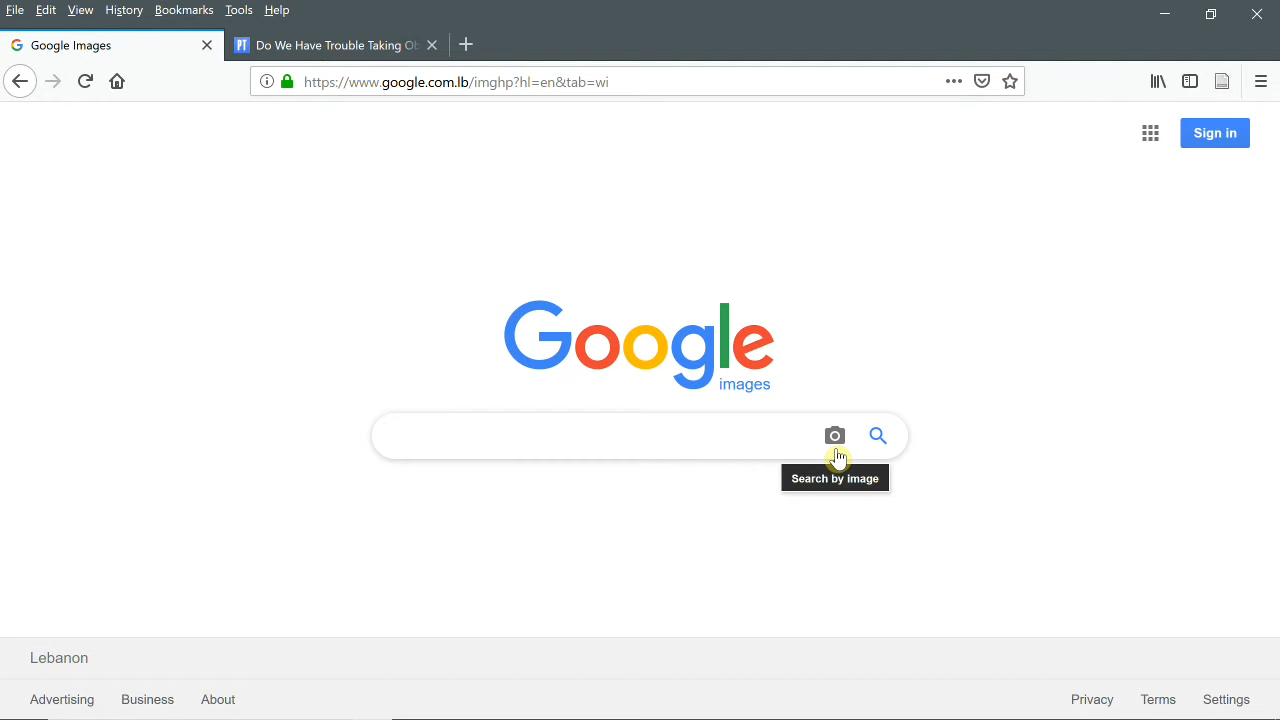 File Edit View History Bookmarks Tools Help
Google Images
PT Do We Have Trouble Taking Ob
https://www.google.com.lb/imghp?hl=en&tab=wi
Sign in
Google
images
Search by image
Lebanon
Advertising Business About Privacy Terms Settings